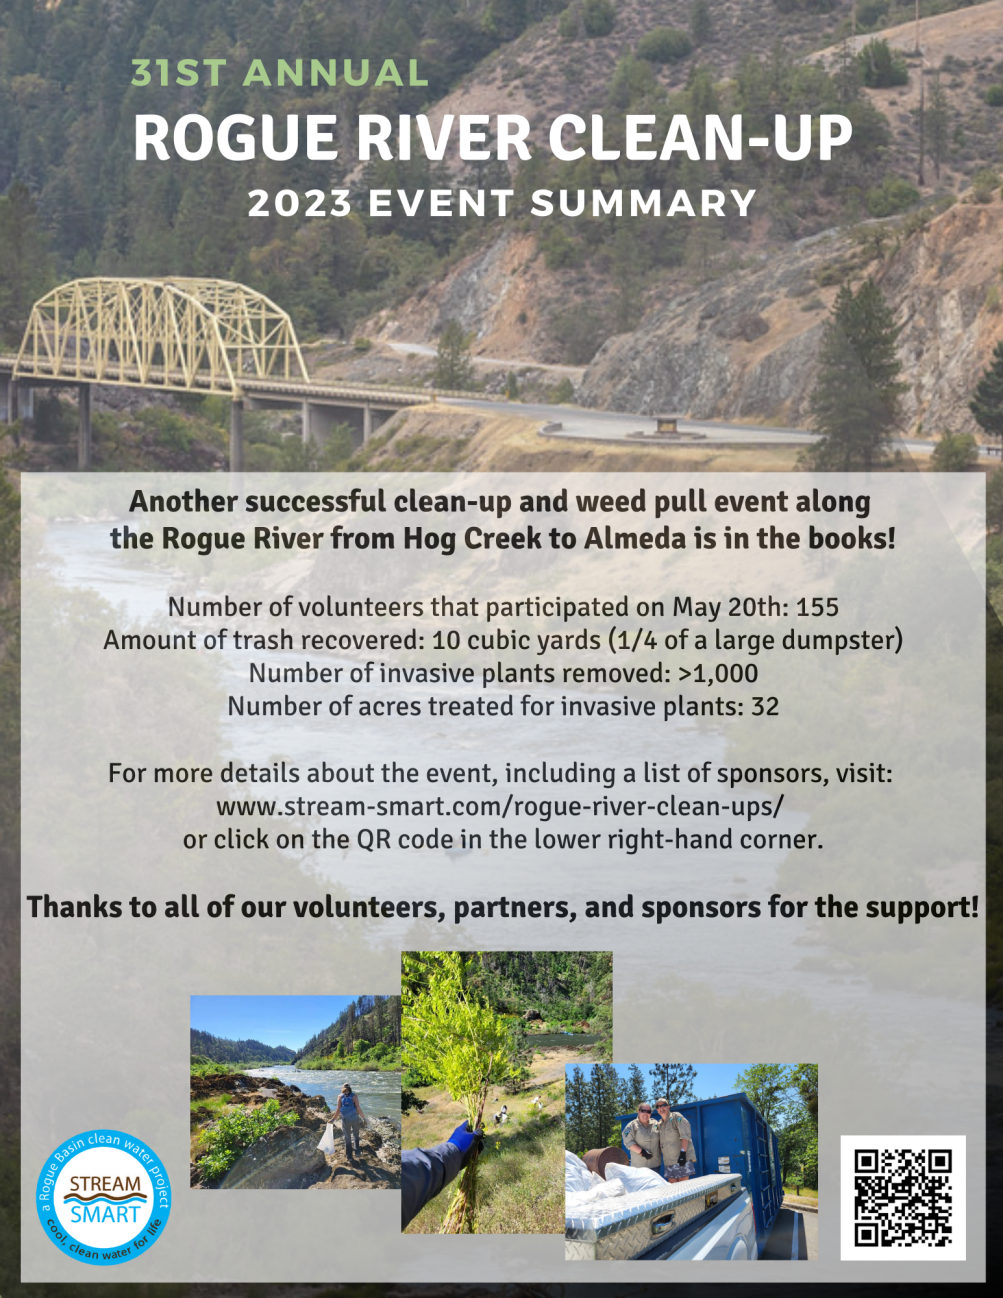 31ST ANNUAL
ROGUE RIVER CLEAN-UP
2023 EVENT SUMMARY
Another successful clean-up and weed pull event along
the Rogue River from Hog Creek to Almeda is in the books!
Number of volunteers that participated on May 20th: 155
Amount of trash recovered: 10 cubic yards (1/4 of a large dumpster)
Number of invasive plants removed: >1,000
Number of acres treated for invasive plants: 32
For more details about the event, including a list of sponsors, visit:
www.stream-smart.com/rogue-river-clean-ups/
or click on the QR code in the lower right-hand corner.
Thanks to all of our volunteers, partners, and sponsors for the support!
a Rogue Basin clean water project
STREAM
SMART
cool, clean water for life